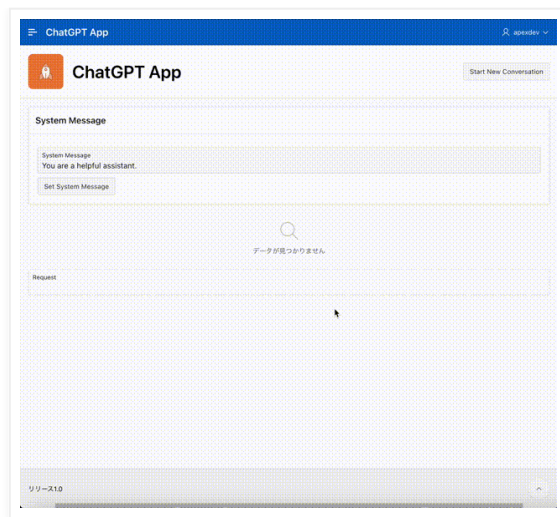 ChatGPT App
apexdev
ChatGPT App
Start New Conversation
System Message
System Message
You are a helpful assistant.
Set System Message
データが見つかりません
Request
リリース1.0